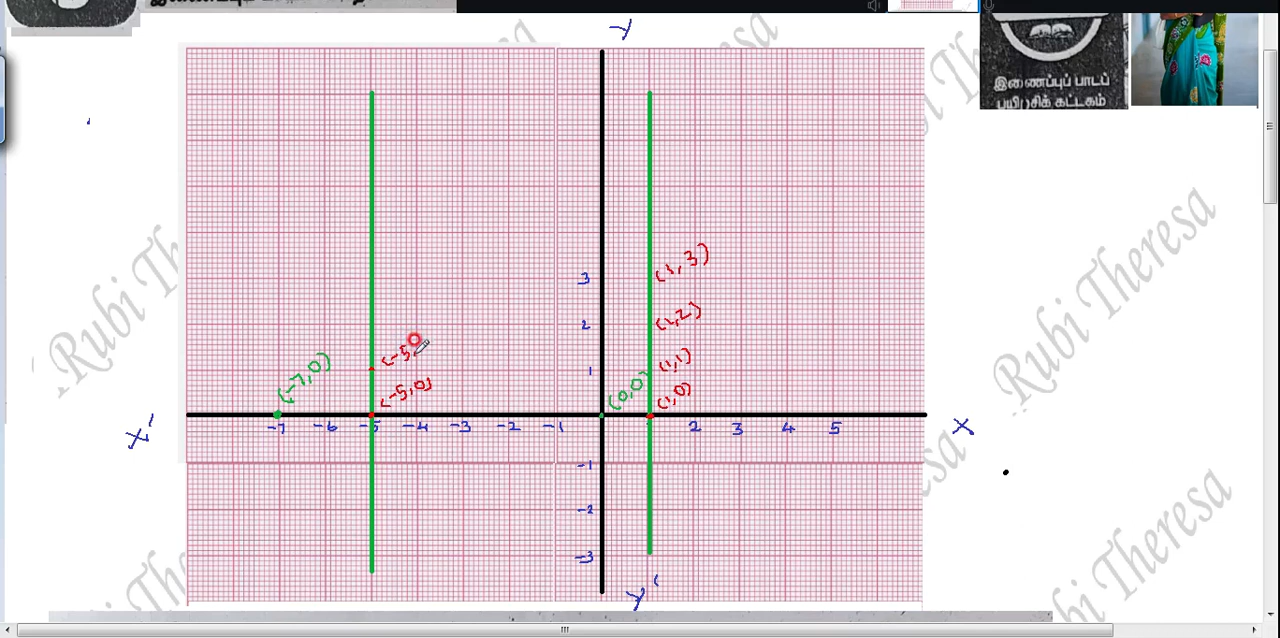 Y
இணைப்புப் பாடப்
பயிற்சிக் கட்டகம்
Rubi Theresa
(1, 3)
3
(1,2)
2
(1,1)
1
(-5,
(-7,0)
(-5,0)
(0,0)
(1,0)
X'
-7 -6 -5 -4 -3 -2 -1 1 2 3 4 5
X
-1
-2
-3
Y'
Rubi Theresa